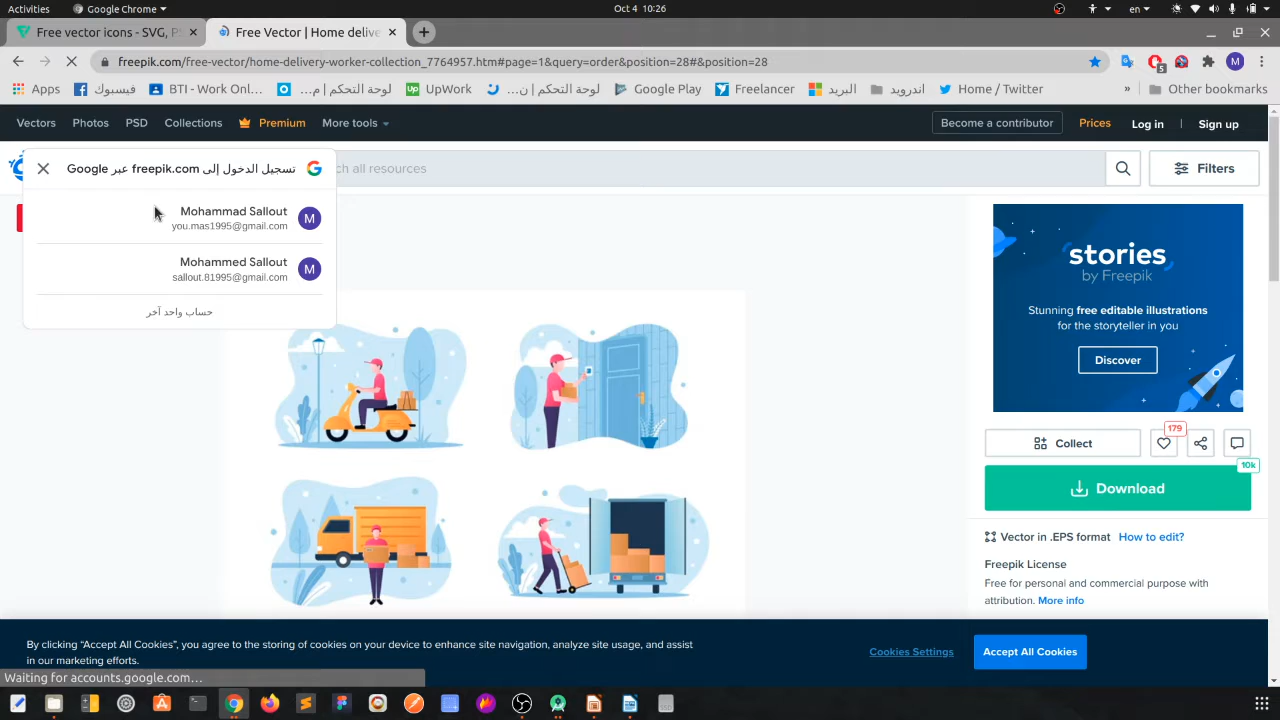 Activities
Google Chrome
Oct 4 10:26
en
Free vector icons - SVG, P
Free Vector | Home delive
freepik.com/free-vector/home-delivery-worker-collection_7764957.htm#page=1&query=order&position=28#&position=28
5
M
Apps
فيسبوك
BTI - Work Onl...
لوحة التحكم | م...
UpWork
لوحة التحكم | ن...
Google Play
Freelancer
البريد
اندرويد
Home / Twitter
»
Other bookmarks
Vectors
Photos
PSD
Collections
Premium
More tools
Become a contributor
Prices
Log in
Sign up
تسجيل الدخول إلى freepik.com عبر Google
ch all resources
Filters
Mohammad Sallout
you.mas1995@gmail.com
M
Mohammed Sallout
sallout.81995@gmail.com
M
حساب واحد آخر
stories
by Freepik
Stunning free editable illustrations
for the storyteller in you
Discover
Collect
179
10k
Download
Vector in .EPS format How to edit?
Freepik License
Free for personal and commercial purpose with
attribution. More info
By clicking “Accept All Cookies”, you agree to the storing of cookies on your device to enhance site navigation, analyze site usage, and assist
in our marketing efforts.
Cookies Settings
Accept All Cookies
Waiting for accounts.google.com...